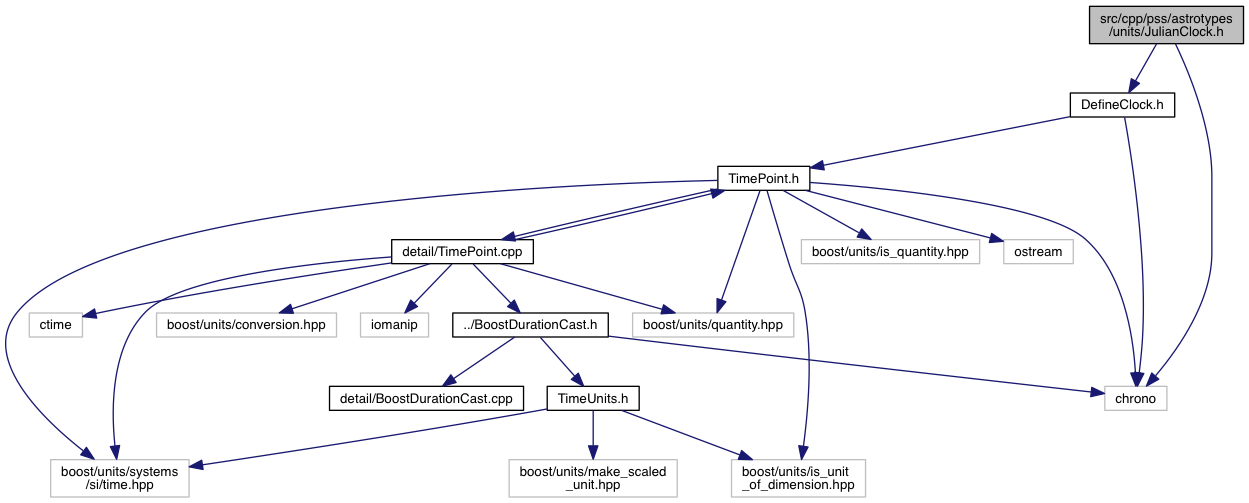 src/cpp/pss/astrotypes
/units/JulianClock.h
DefineClock.h
TimePoint.h
detail/TimePoint.cpp
boost/units/is_quantity.hpp
ostream
ctime
boost/units/conversion.hpp
iomanip
../BoostDurationCast.h
boost/units/quantity.hpp
detail/BoostDurationCast.cpp
TimeUnits.h
chrono
boost/units/systems
/si/time.hpp
boost/units/make_scaled
_unit.hpp
boost/units/is_unit
_of_dimension.hpp